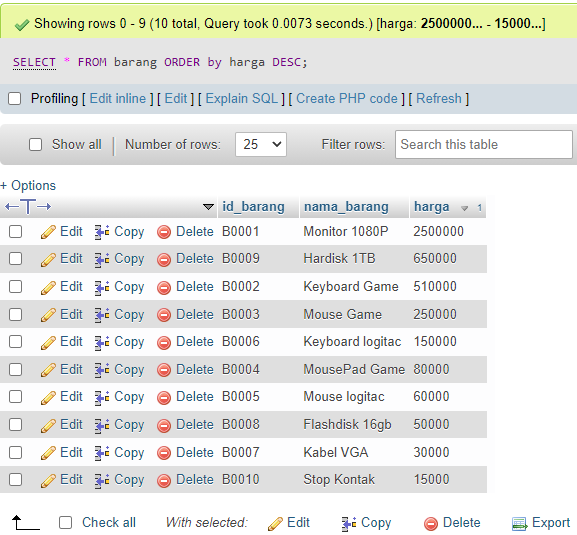 Showing rows 0 - 9 (10 total, Query took 0.0073 seconds.) [harga: 2500000... - 15000...]
SELECT * FROM barang ORDER by harga DESC;
Profiling [ Edit inline ] [ Edit ] [ Explain SQL ] [ Create PHP code ] [ Refresh ]
Show all Number of rows: 25 Filter rows: Search this table
+ Options
id_barang nama_barang harga 1
Edit Copy Delete B0001 Monitor 1080P 2500000
Edit Copy Delete B0009 Hardisk 1TB 650000
Edit Copy Delete B0002 Keyboard Game 510000
Edit Copy Delete B0003 Mouse Game 250000
Edit Copy Delete B0006 Keyboard logitac 150000
Edit Copy Delete B0004 MousePad Game 80000
Edit Copy Delete B0005 Mouse logitac 60000
Edit Copy Delete B0008 Flashdisk 16gb 50000
Edit Copy Delete B0007 Kabel VGA 30000
Edit Copy Delete B0010 Stop Kontak 15000
Check all With selected: Edit Copy Delete Export